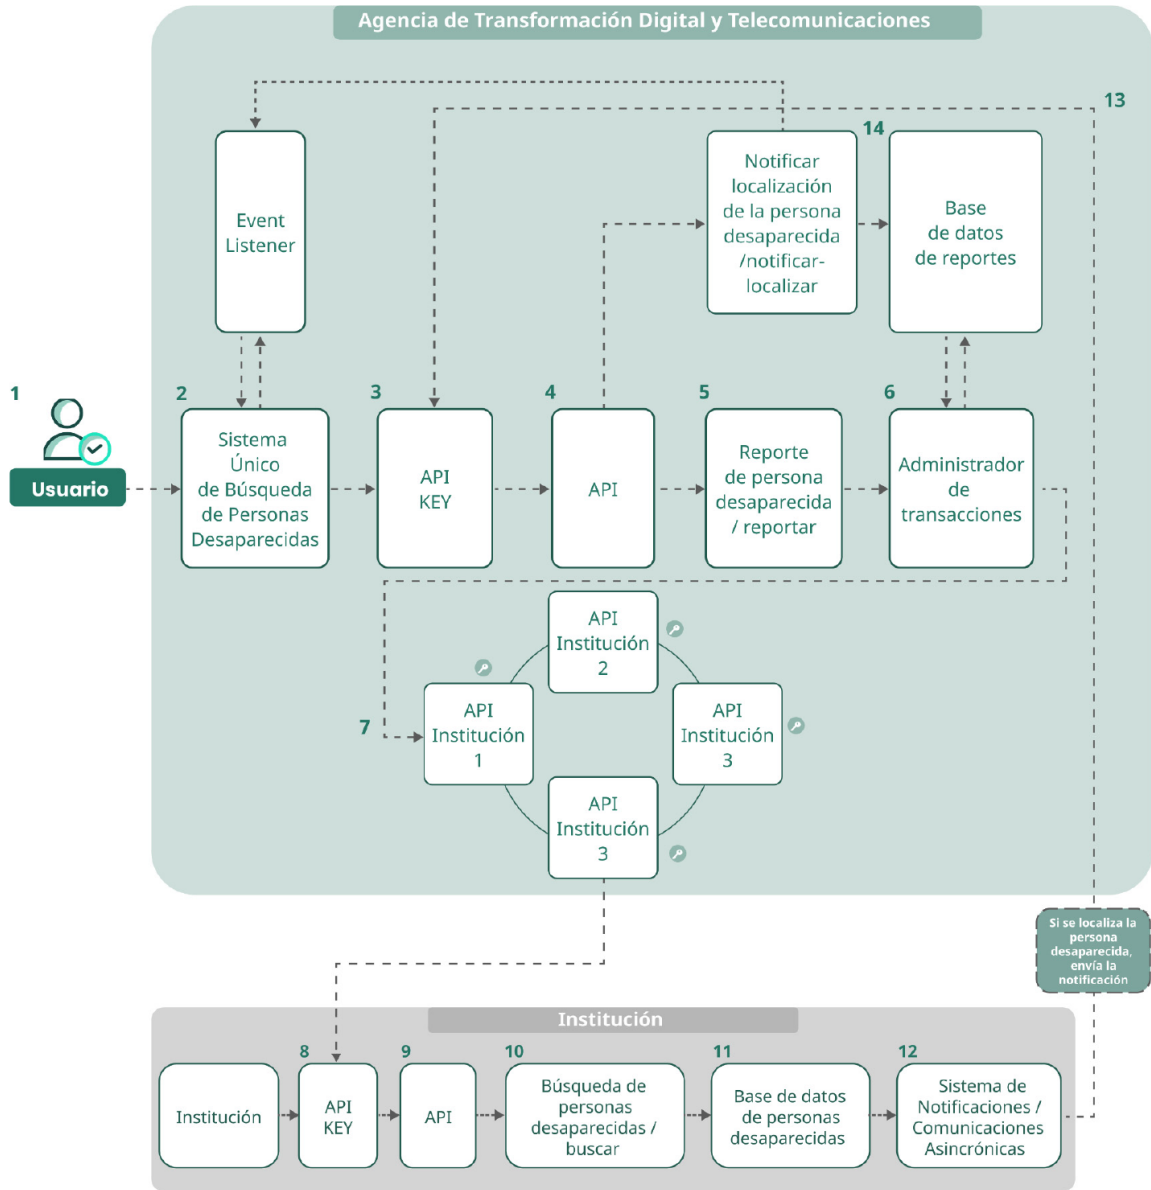 Agencia de Transformación Digital y Telecomunicaciones
13
14
Event
Listener
Notificar
localización
de la persona
desaparecida
/notificar-
localizar
Base
de datos
de reportes
1
Usuario
2
Sistema
Único
de Búsqueda
de Personas
Desaparecidas
3
API
KEY
4
API
5
Reporte
de persona
desaparecida
/ reportar
6
Administrador
de
transacciones
7
API
Institución
1
API
Institución
2
API
Institución
3
API
Institución
3
Si se localiza la
persona
desaparecida,
envía la
notificación
Institución
Institución
8
API
KEY
9
API
10
Búsqueda de
personas
desaparecidas /
buscar
11
Base de datos
de personas
desaparecidas
12
Sistema de
Notificaciones /
Comunicaciones
Asincrónicas